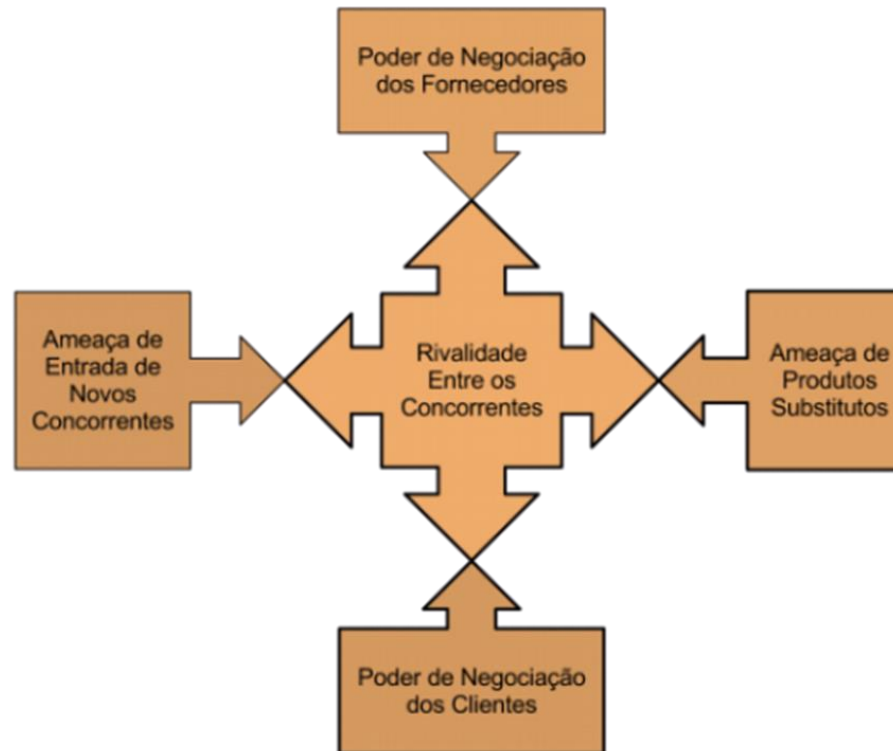 Poder de Negociação
dos Fornecedores
Ameaça de
Entrada de
Novos
Concorrentes
Rivalidade
Entre os
Concorrentes
Ameaça de
Produtos
Substitutos
Poder de Negociação
dos Clientes